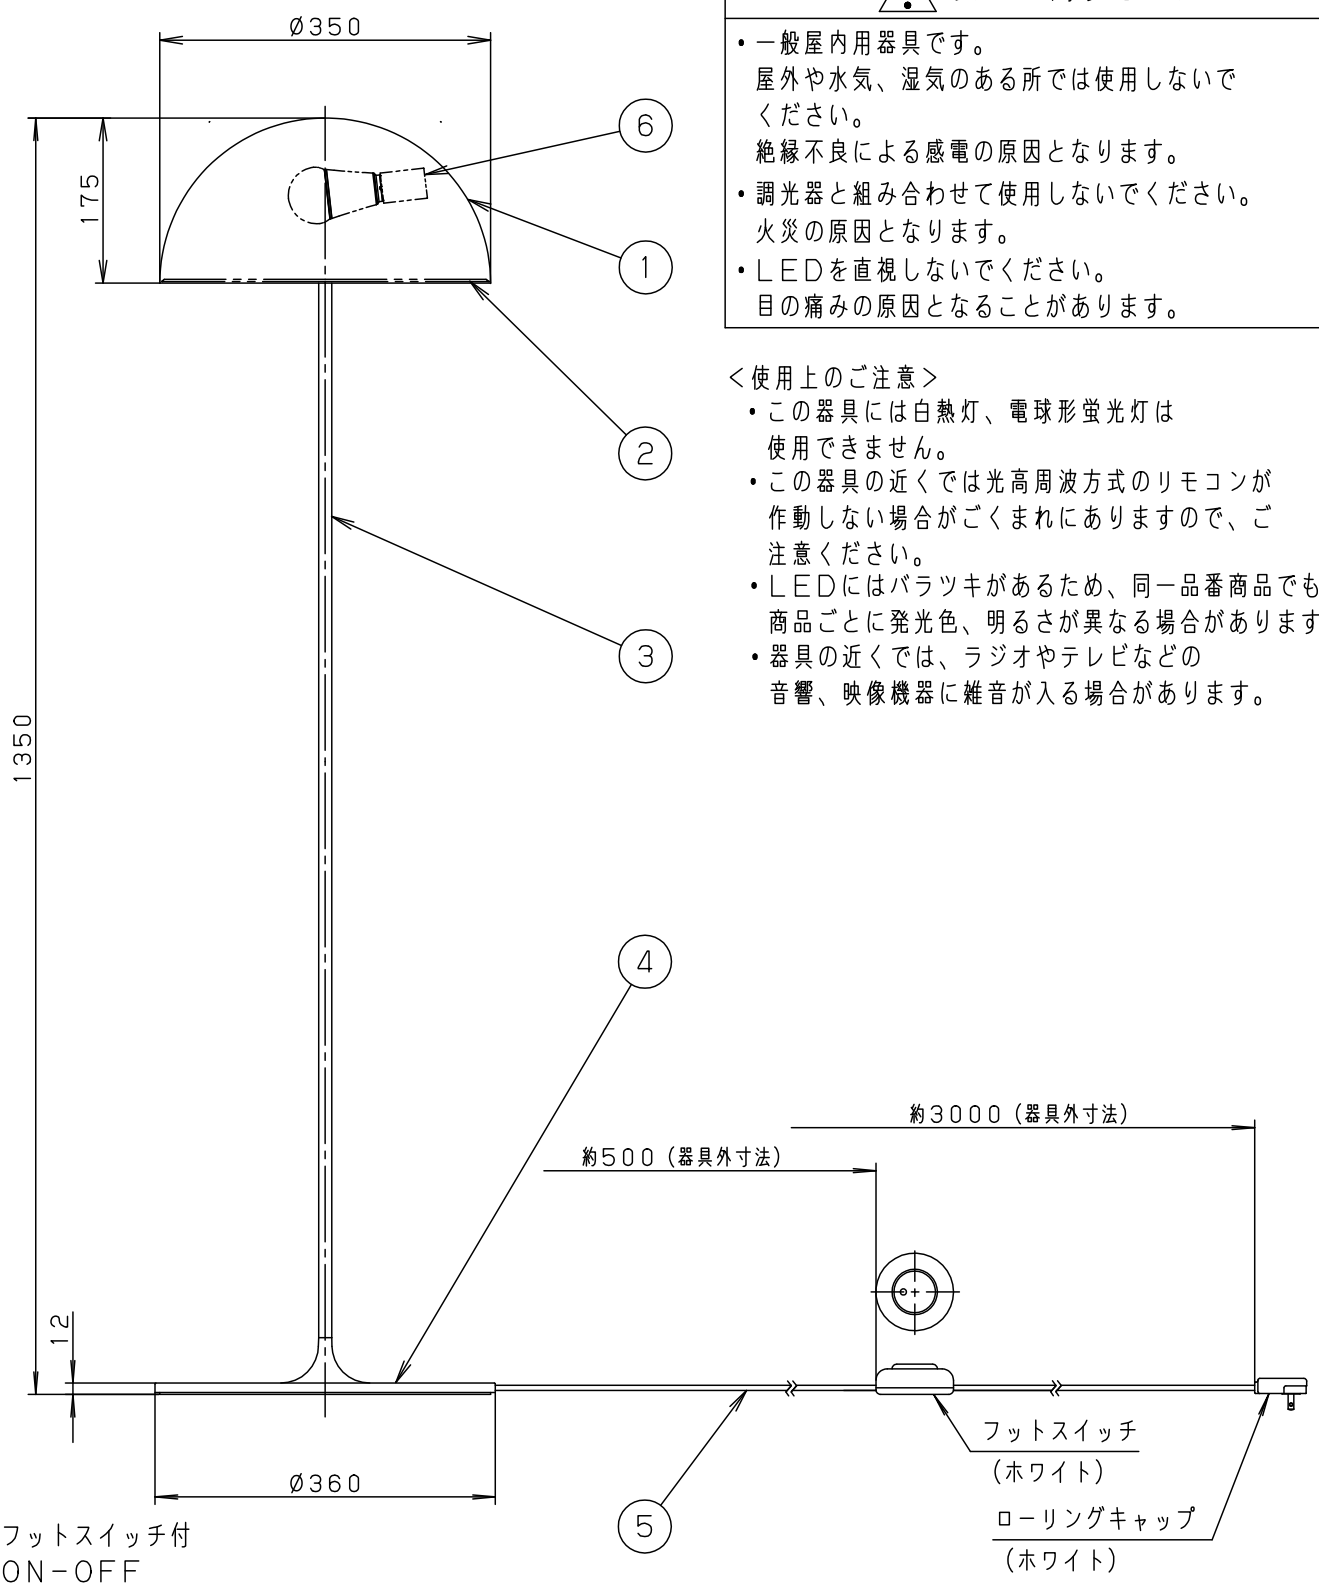 ・一般屋内用器具です。
屋外や水気、湿気のある所では使用しないで
ください。
絶縁不良による感電の原因となります。
・調光器と組み合わせて使用しないでください。
火災の原因となります。
・LEDを直視しないでください。
目の痛みの原因となることがあります。
<使用上のご注意>
・この器具には白熱灯、電球形蛍光灯は
使用できません。
・この器具の近くでは光高周波方式のリモコンが
作動しない場合がごくまれにありますので、ご
注意ください。
・LEDにはバラツキがあるため、同一品番商品でも
商品ごとに発光色、明るさが異なる場合があります
・器具の近くでは、ラジオやテレビなどの
音響、映像機器に雑音が入る場合があります。
Ø350
175
6
1
2
3
1350
4
約3000(器具外寸法)
約500(器具外寸法)
12
Ø360
5
フットスイッチ
(ホワイト)
ローリングキャップ
(ホワイト)
フットスイッチ付
ON-OFF